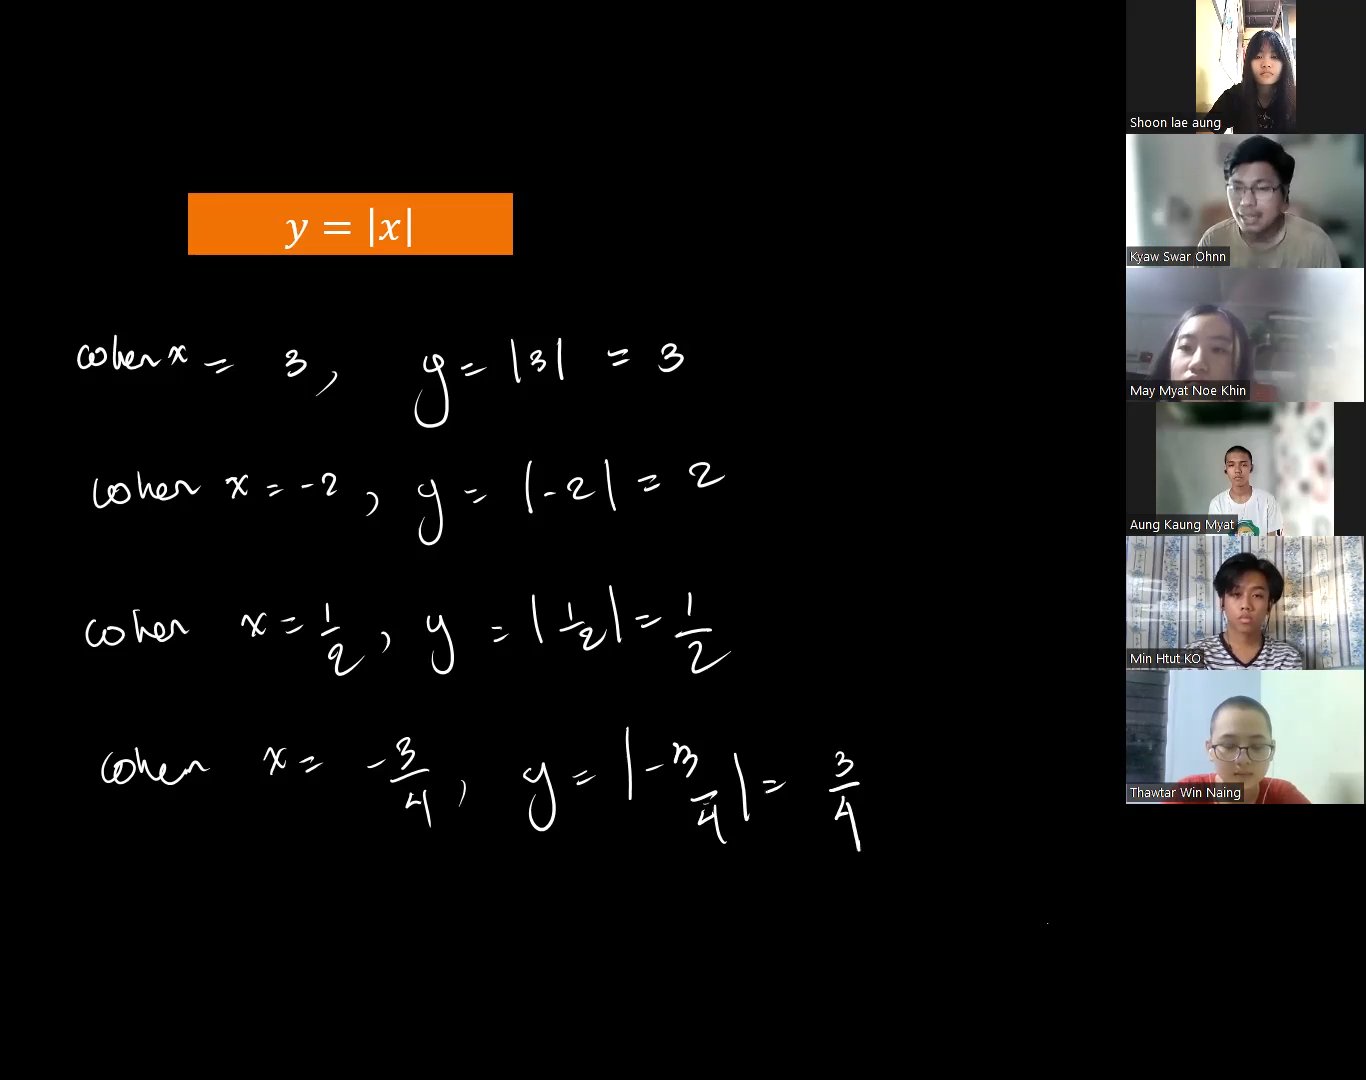 y = |x|
when x = 3, y = |3| = 3
when x = -2, y = |-2| = 2
when x = 1/2, y = |1/2| = 1/2
when x = -3/4, y = |-3/4| = 3/4
Shoon lae aung
Kyaw Swar Ohnn
May Myat Noe Khin
Aung Kaung Myat
Min Htut KO
Thawtar Win Naing